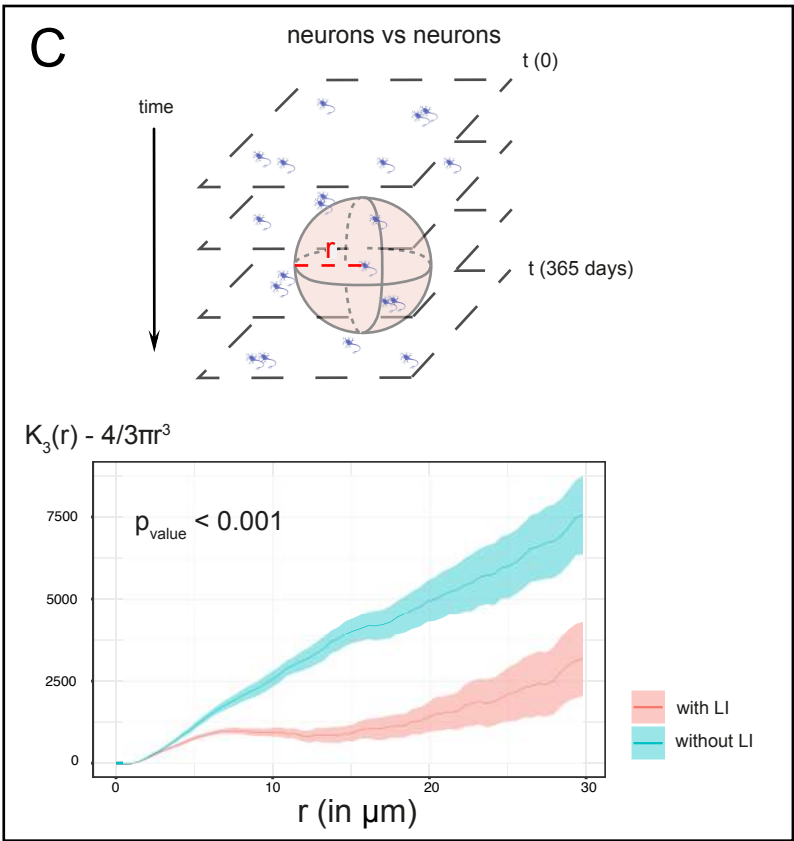 C
neurons vs neurons
t (0)
time
r
t (365 days)
K₃(r) - 4/3πr³
7500
p_value < 0.001
5000
2500
0
with LI
without LI
0 10 20 30
r (in µm)